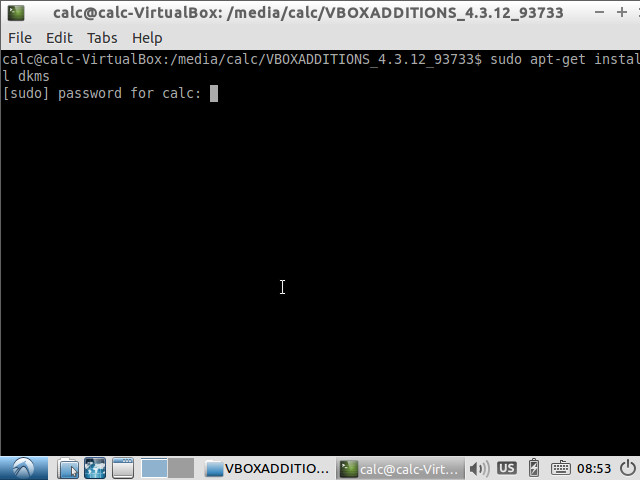 calc@calc-VirtualBox: /media/calc/VBOXADDITIONS_4.3.12_93733
File Edit Tabs Help
calc@calc-VirtualBox:/media/calc/VBOXADDITIONS_4.3.12_93733$ sudo apt-get instal
l dkms
[sudo] password for calc:
VBOXADDITIO... calc@calc-Virt... US 08:53